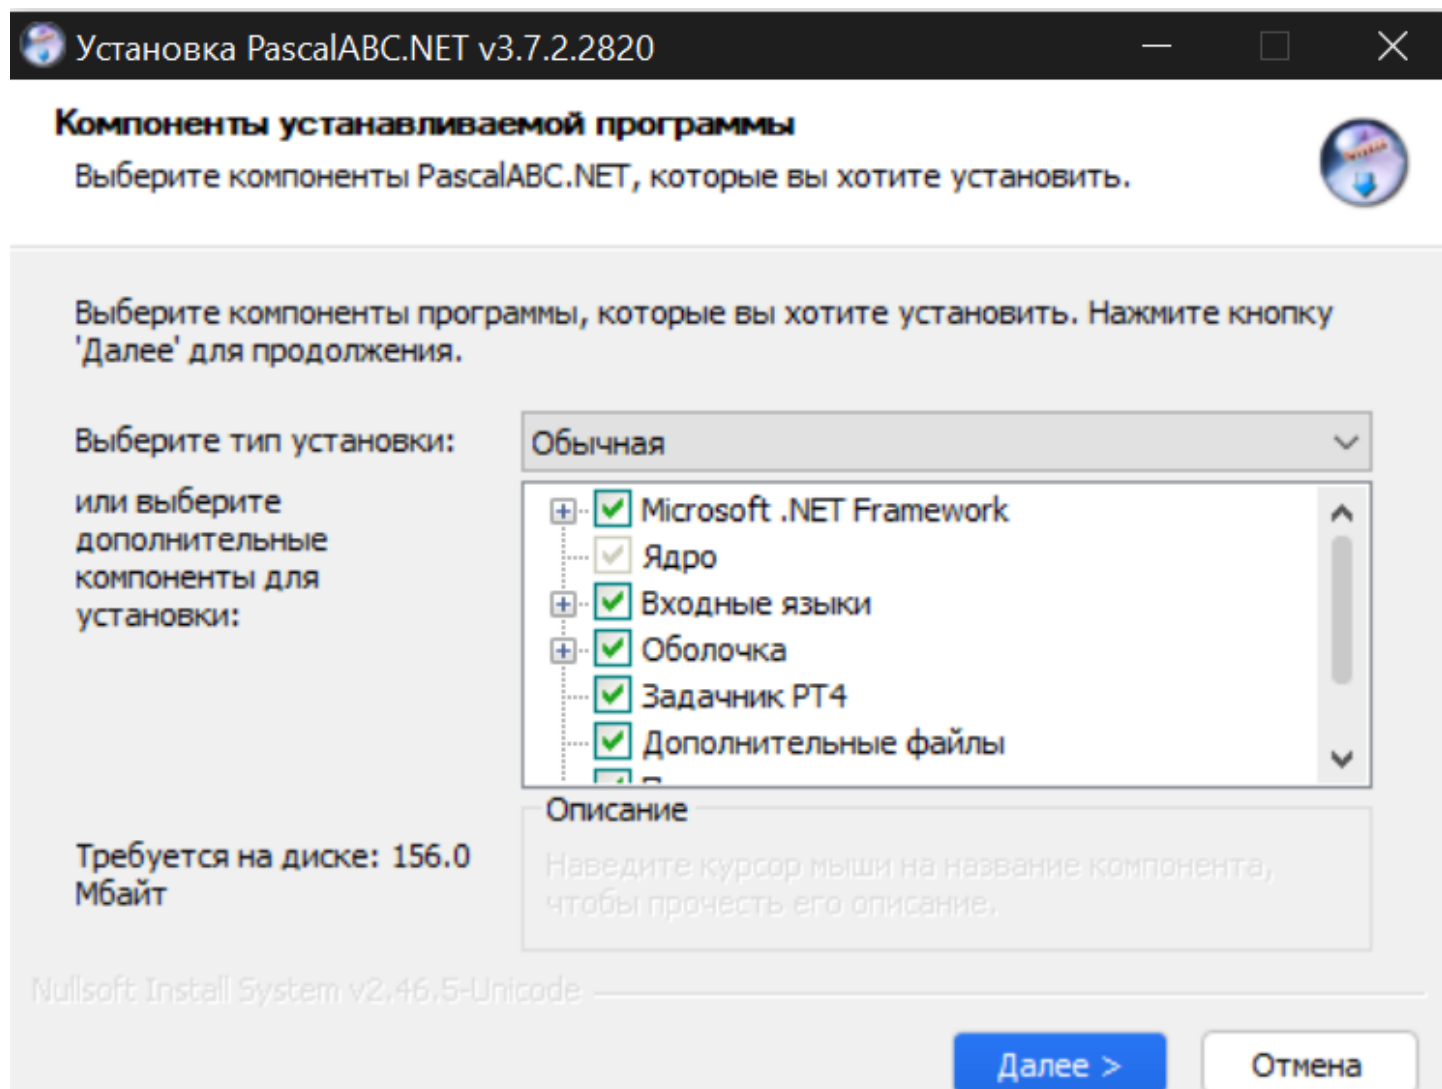 Установка PascalABC.NET v3.7.2.2820
Компоненты устанавливаемой программы
Выберите компоненты PascalABC.NET, которые вы хотите установить.
Выберите компоненты программы, которые вы хотите установить. Нажмите кнопку
'Далее' для продолжения.
Выберите тип установки:
Обычная
или выберите
дополнительные
компоненты для
установки:
Microsoft .NET Framework
Ядро
Входные языки
Оболочка
Задачник PT4
Дополнительные файлы
Описание
Наведите курсор мыши на название компонента,
чтобы прочесть его описание.
Требуется на диске: 156.0
Мбайт
Nullsoft Install System v2.46.5-Unicode
Далее >
Отмена